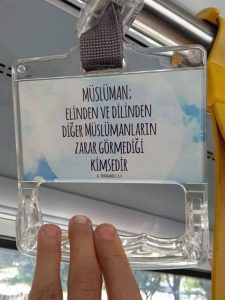 MÜSLÜMAN;
ELİNDEN VE DİLİNDEN
DİĞER MÜSLÜMANLARIN
ZARAR GÖRMEDİĞİ
KİMSEDİR